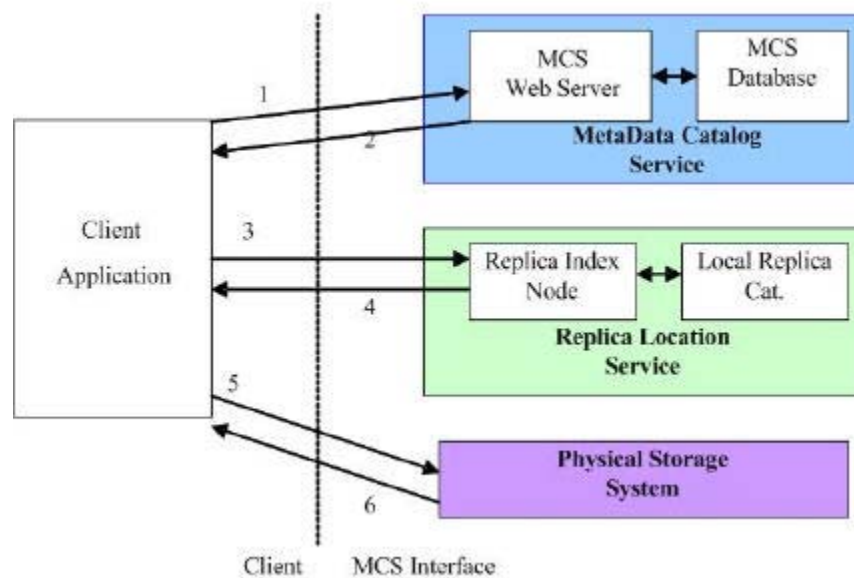 MCS
Web Server
MCS
Database
MetaData Catalog
Service
1
2
Client
Application
3
4
Replica Index
Node
Local Replica
Cat.
Replica Location
Service
5
6
Physical Storage
System
Client
MCS Interface